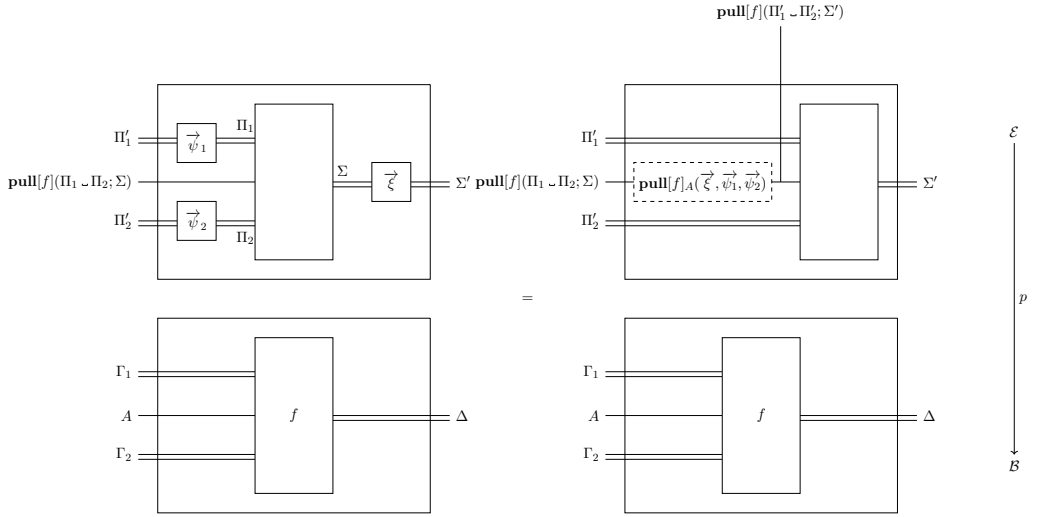 pull[f](Π′₁ ␣ Π′₂; Σ′)
Π′₁
ψ⃗₁
Π₁
pull[f](Π₁ ␣ Π₂; Σ)
Σ
ξ⃗
Σ′
Π′₂
ψ⃗₂
Π₂
Π′₁
pull[f](Π₁ ␣ Π₂; Σ)
pull[f]_A(ξ⃗, ψ⃗₁, ψ⃗₂)
Σ′
Π′₂
ℰ
=
p
Γ₁
A
f
Δ
Γ₂
Γ₁
A
f
Δ
Γ₂
ℬ